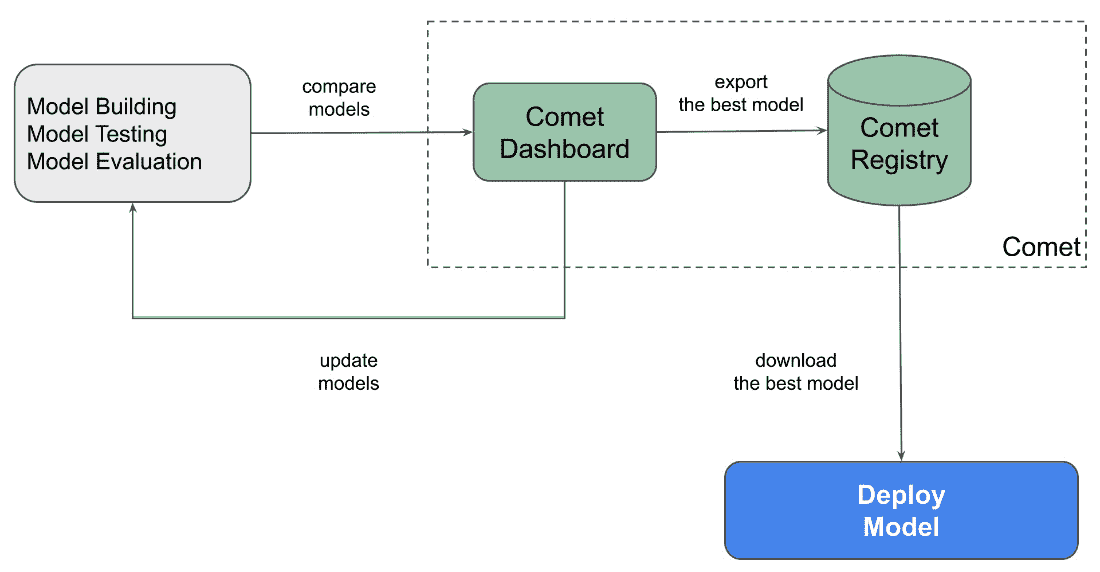 Model Building
Model Testing
Model Evaluation
compare
models
Comet
Dashboard
export
the best model
Comet
Registry
Comet
update
models
download
the best model
Deploy
Model